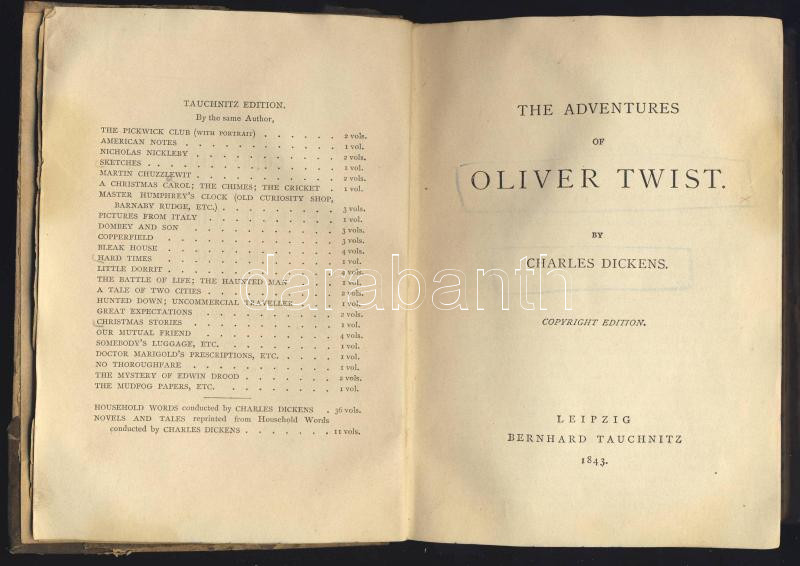 TAUCHNITZ EDITION.
By the same Author,
THE PICKWICK CLUB (WITH PORTRAIT) . . . . . . 2 vols.
AMERICAN NOTES . . . . . . . . . . . 1 vol.
NICHOLAS NICKLEBY . . . . . . . . . . 2 vols.
SKETCHES . . . . . . . . . . . . . 1 vol.
MARTIN CHUZZLEWIT . . . . . . . . . . 2 vols.
A CHRISTMAS CAROL; THE CHIMES; THE CRICKET . 1 vol.
MASTER HUMPHREY'S CLOCK (OLD CURIOSITY SHOP,
BARNABY RUDGE, ETC.) . . . . . . . . . 3 vols.
PICTURES FROM ITALY . . . . . . . . . 1 vol.
DOMBEY AND SON . . . . . . . . . . . 3 vols.
COPPERFIELD . . . . . . . . . . . . 3 vols.
BLEAK HOUSE . . . . . . . . . . . . 4 vols.
HARD TIMES . . . . . . . . . . . . 1 vol.
LITTLE DORRIT . . . . . . . . . . . 4 vols.
THE BATTLE OF LIFE; THE HAUNTED MAN . . . . 1 vol.
A TALE OF TWO CITIES . . . . . . . . . 2 vols.
HUNTED DOWN; UNCOMMERCIAL TRAVELLER . . . . 1 vol.
GREAT EXPECTATIONS . . . . . . . . . 2 vols.
CHRISTMAS STORIES . . . . . . . . . . 1 vol.
OUR MUTUAL FRIEND . . . . . . . . . . 4 vols.
SOMEBODY'S LUGGAGE, ETC. . . . . . . . . 1 vol.
DOCTOR MARIGOLD'S PRESCRIPTIONS, ETC. . . . . 1 vol.
NO THOROUGHFARE . . . . . . . . . . 1 vol.
THE MYSTERY OF EDWIN DROOD . . . . . . . 2 vols.
THE MUDFOG PAPERS, ETC. . . . . . . . . 1 vol.
HOUSEHOLD WORDS conducted by CHARLES DICKENS . 36 vols.
NOVELS AND TALES reprinted from Household Words
conducted by CHARLES DICKENS . . . . . . . 11 vols.
THE ADVENTURES
OF
OLIVER TWIST.
BY
CHARLES DICKENS.
COPYRIGHT EDITION.
LEIPZIG
BERNHARD TAUCHNITZ
1843.
darabanth